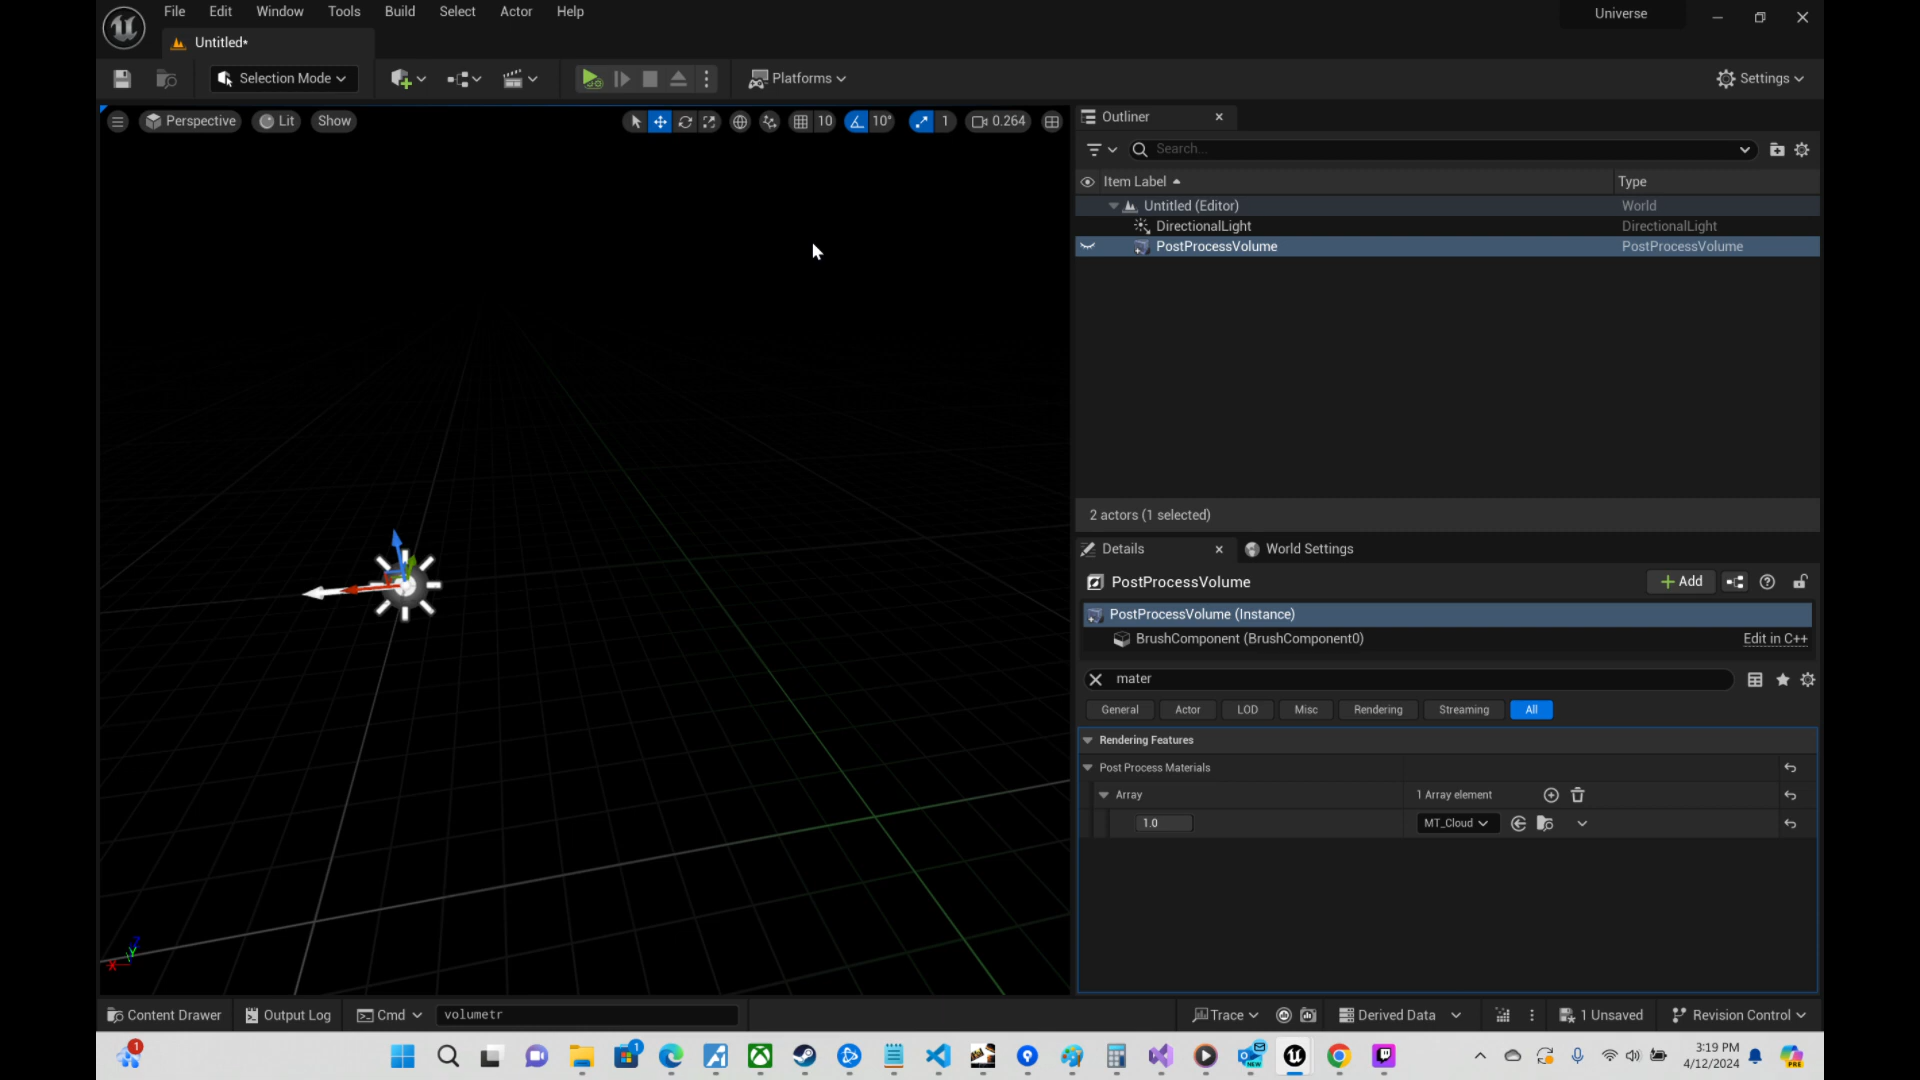 File Edit Window Tools Build Select Actor Help
Universe
Untitled*
Selection Mode
Platforms
Settings
Perspective Lit Show
10 10° 1 0.264
Outliner
Search...
Item Label Type
Untitled (Editor) World
DirectionalLight DirectionalLight
PostProcessVolume PostProcessVolume
2 actors (1 selected)
Details World Settings
PostProcessVolume
Add
PostProcessVolume (Instance)
BrushComponent (BrushComponent0) Edit in C++
mater
General Actor LOD Misc Rendering Streaming All
Rendering Features
Post Process Materials
Array 1 Array element
1.0 MT_Cloud
Z
Y
X
Content Drawer Output Log Cmd volumetr Trace Derived Data 1 Unsaved Revision Control
1 1 NEW 3:19 PM
4/12/2024 PRE